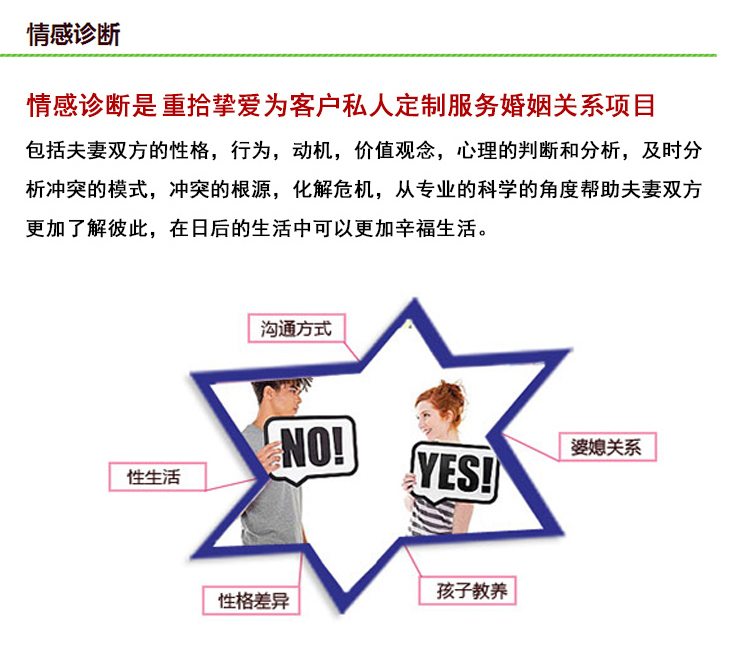 情感诊断
情感诊断是重拾挚爱为客户私人定制服务婚姻关系项目
包括夫妻双方的性格，行为，动机，价值观念，心理的判断和分析，及时分
析冲突的模式，冲突的根源，化解危机，从专业的科学的角度帮助夫妻双方
更加了解彼此，在日后的生活中可以更加辛福生活。
沟通方式
NO!
YES!
婆媳关系
性生活
孩子教养
性格差异